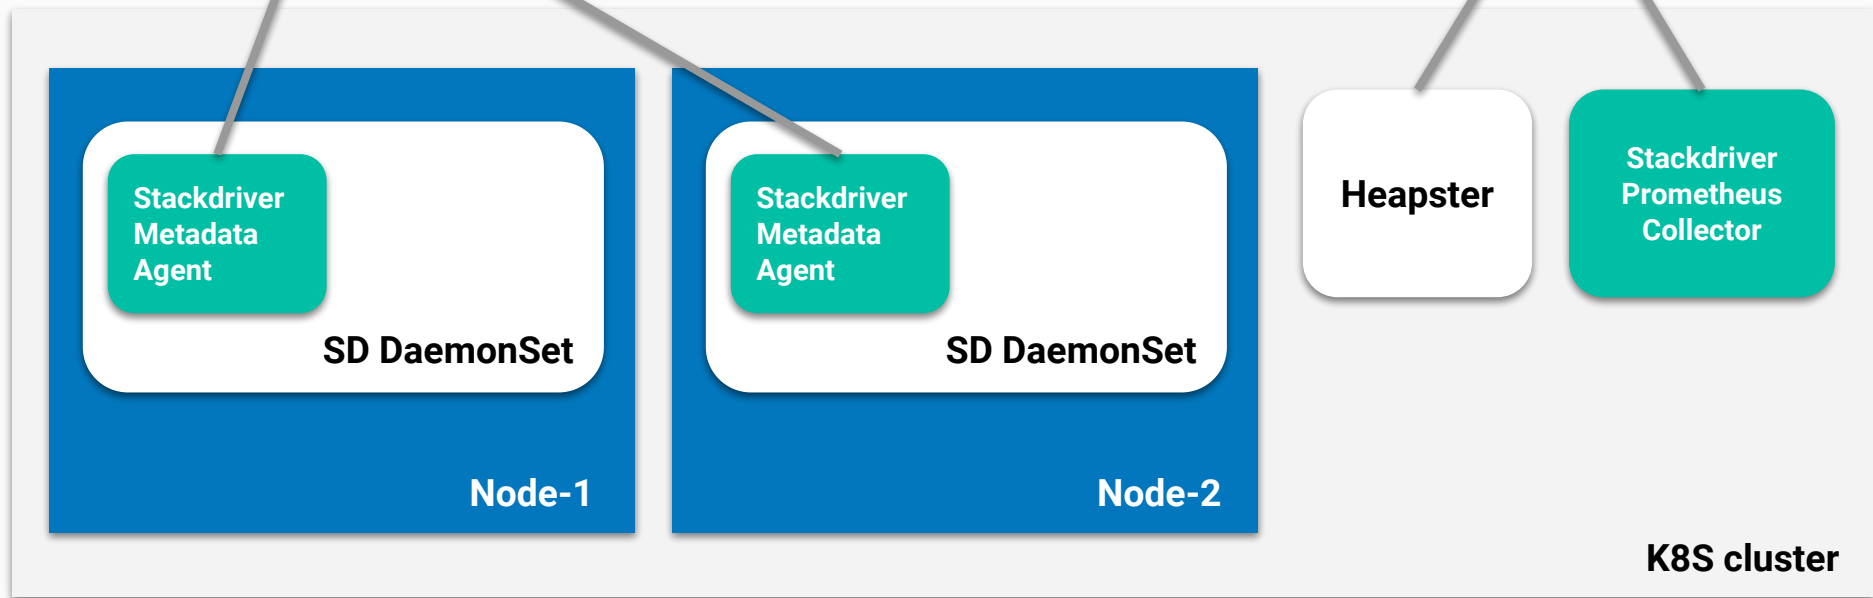 Stackdriver
Metadata
Agent
SD DaemonSet
Node-1
Stackdriver
Metadata
Agent
SD DaemonSet
Node-2
Heapster
Stackdriver
Prometheus
Collector
K8S cluster